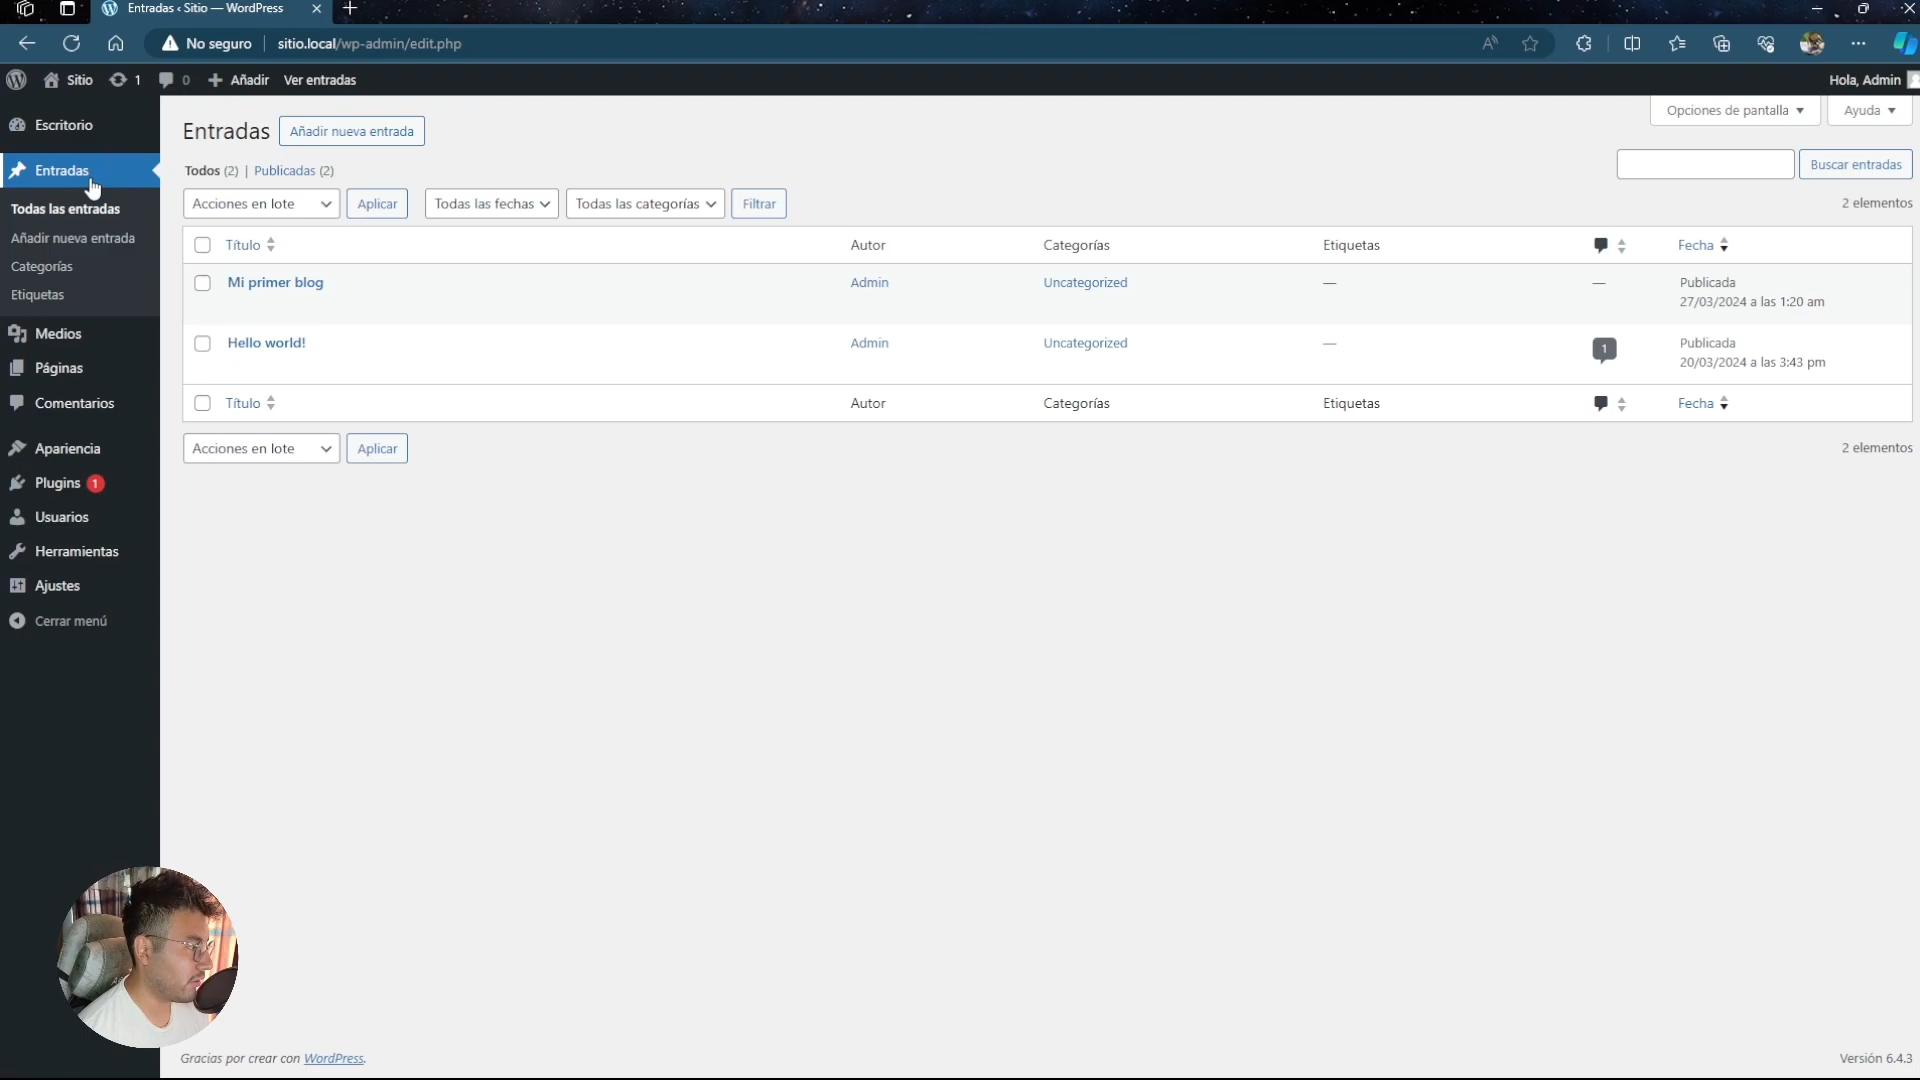 Entradas ‹ Sitio — WordPress
No seguro
sitio.local/wp-admin/edit.php
Sitio 1 0 Añadir Ver entradas
Hola, Admin
Escritorio
Entradas
Todas las entradas
Añadir nueva entrada
Categorías
Etiquetas
Medios
Páginas
Comentarios
Apariencia
Plugins 1
Usuarios
Herramientas
Ajustes
Cerrar menú
Opciones de pantalla
Ayuda
Entradas Añadir nueva entrada
Todos (2) | Publicadas (2)
Buscar entradas
Acciones en lote Aplicar Todas las fechas Todas las categorías Filtrar 2 elementos
Título Autor Categorías Etiquetas Fecha
Mi primer blog Admin Uncategorized — — Publicada
27/03/2024 a las 1:20 am
Hello world! Admin Uncategorized — 1 Publicada
20/03/2024 a las 3:43 pm
Título Autor Categorías Etiquetas Fecha
Acciones en lote Aplicar 2 elementos
Gracias por crear con WordPress.
Versión 6.4.3